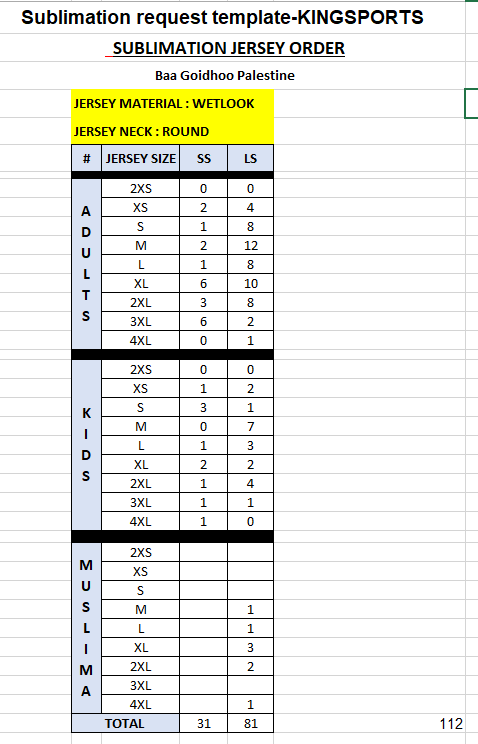 Sublimation request template-KINGSPORTS
SUBLIMATION JERSEY ORDER
Baa Goidhoo Palestine
JERSEY MATERIAL : WETLOOK
JERSEY NECK : ROUND
# JERSEY SIZE SS LS
ADULTS
2XS 0 0
XS 2 4
S 1 8
M 2 12
L 1 8
XL 6 10
2XL 3 8
3XL 6 2
4XL 0 1
KIDS
2XS 0 0
XS 1 2
S 3 1
M 0 7
L 1 3
XL 2 2
2XL 1 4
3XL 1 1
4XL 1 0
MUSLIMA
2XS
XS
S
M 1
L 1
XL 3
2XL 2
3XL
4XL 1
TOTAL 31 81 112